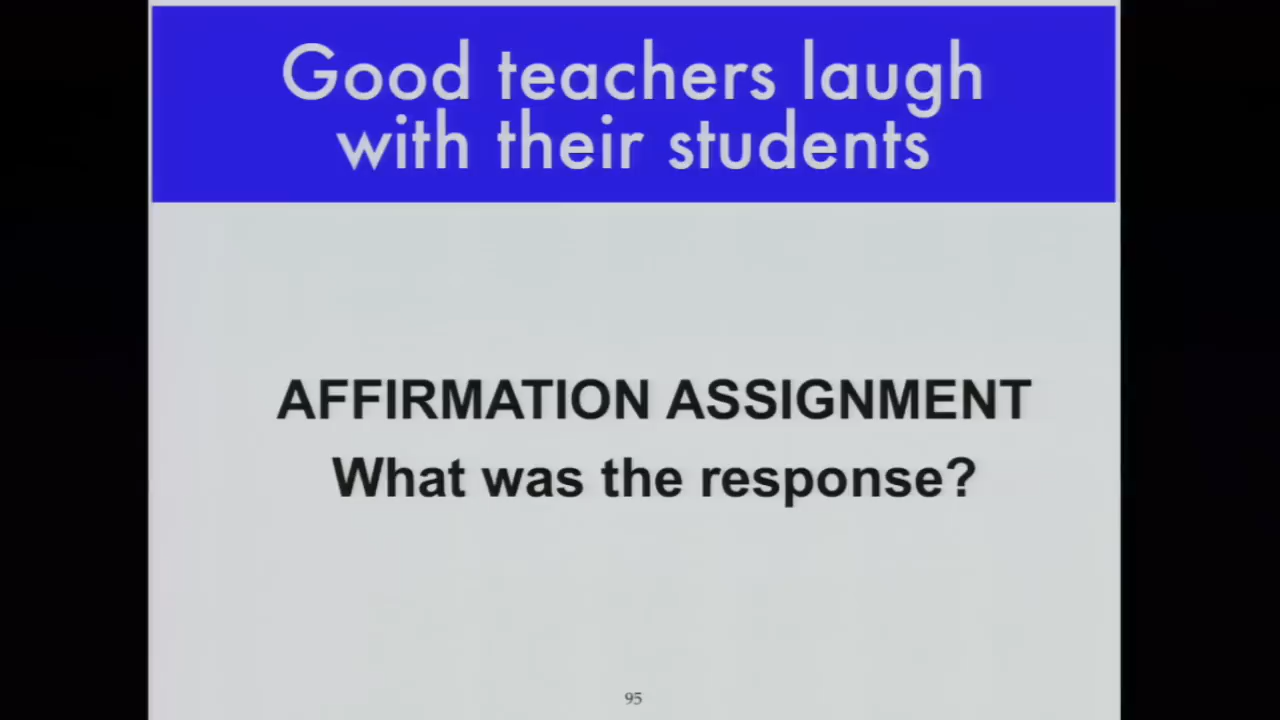 Good teachers laugh
with their students
AFFIRMATION ASSIGNMENT
What was the response?
95